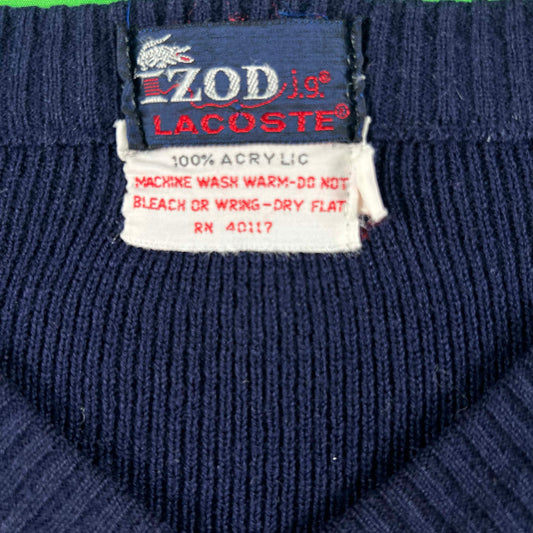 IZOD j.g.®
LACOSTE®
100% ACRYLIC
MACHINE WASH WARM-DO NOT
BLEACH OR WRING-DRY FLAT
RN 40117